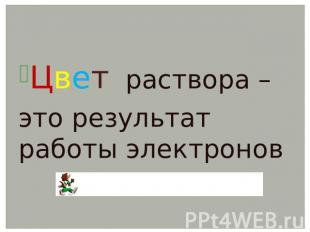 Цвет раствора –
это результат
работы электронов
PPt4WEB.ru